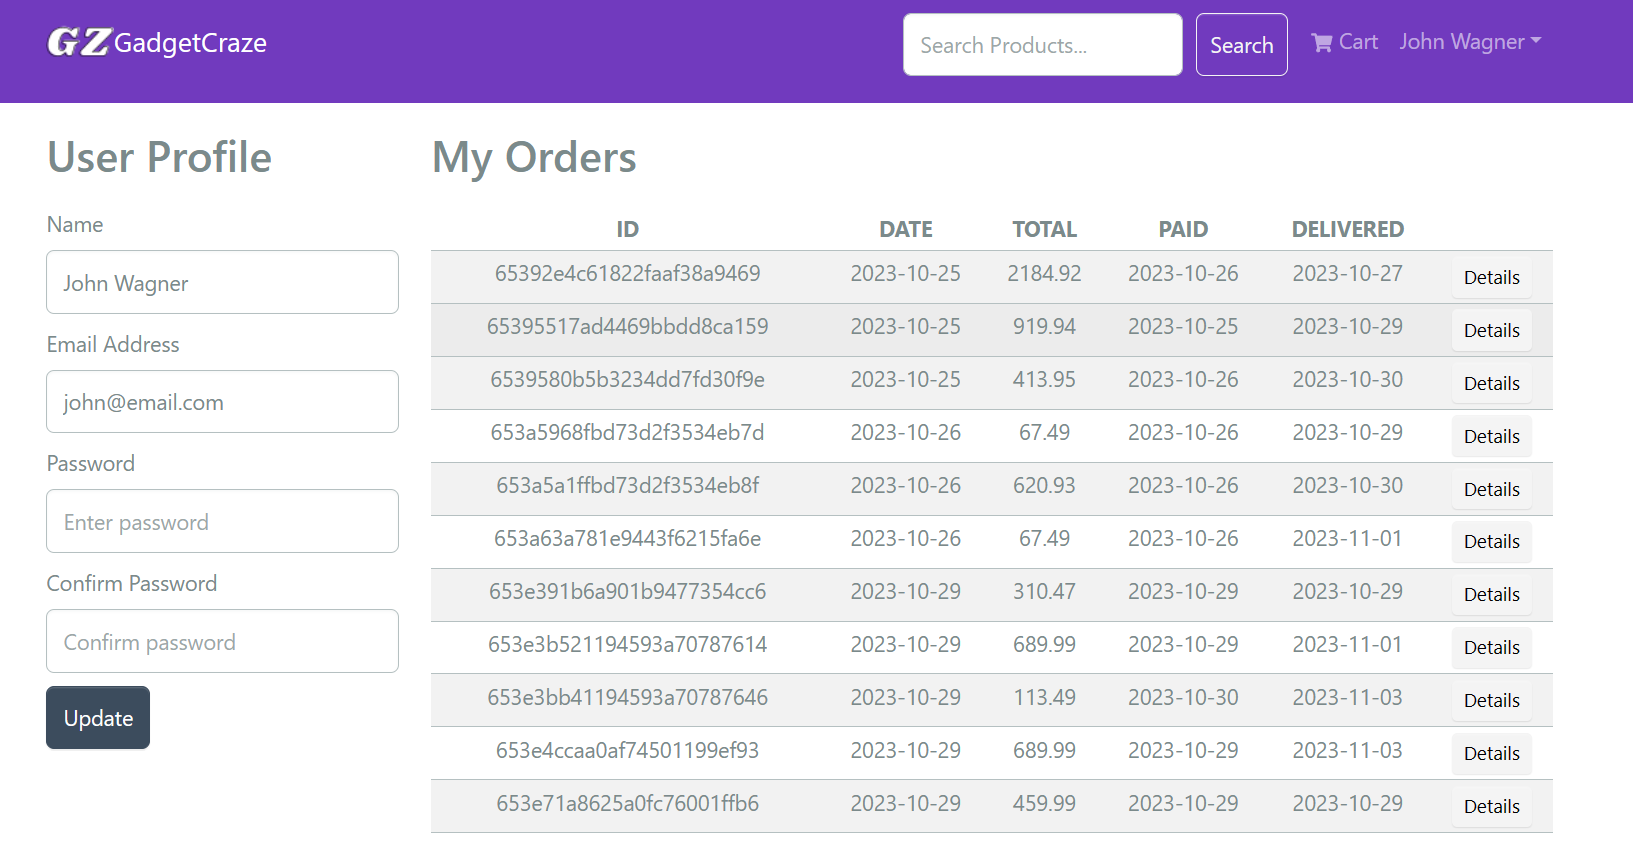 GZ GadgetCraze
Search Products...
Search
Cart
John Wagner
User Profile
Name
John Wagner
Email Address
john@email.com
Password
Enter password
Confirm Password
Confirm password
Update
My Orders
ID DATE TOTAL PAID DELIVERED
65392e4c61822faaf38a9469 2023-10-25 2184.92 2023-10-26 2023-10-27 Details
65395517ad4469bbdd8ca159 2023-10-25 919.94 2023-10-25 2023-10-29 Details
6539580b5b3234dd7fd30f9e 2023-10-25 413.95 2023-10-26 2023-10-30 Details
653a5968fbd73d2f3534eb7d 2023-10-26 67.49 2023-10-26 2023-10-29 Details
653a5a1ffbd73d2f3534eb8f 2023-10-26 620.93 2023-10-26 2023-10-30 Details
653a63a781e9443f6215fa6e 2023-10-26 67.49 2023-10-26 2023-11-01 Details
653e391b6a901b9477354cc6 2023-10-29 310.47 2023-10-29 2023-10-29 Details
653e3b521194593a70787614 2023-10-29 689.99 2023-10-29 2023-11-01 Details
653e3bb41194593a70787646 2023-10-29 113.49 2023-10-30 2023-11-03 Details
653e4ccaa0af74501199ef93 2023-10-29 689.99 2023-10-29 2023-11-03 Details
653e71a8625a0fc76001ffb6 2023-10-29 459.99 2023-10-29 2023-10-29 Details